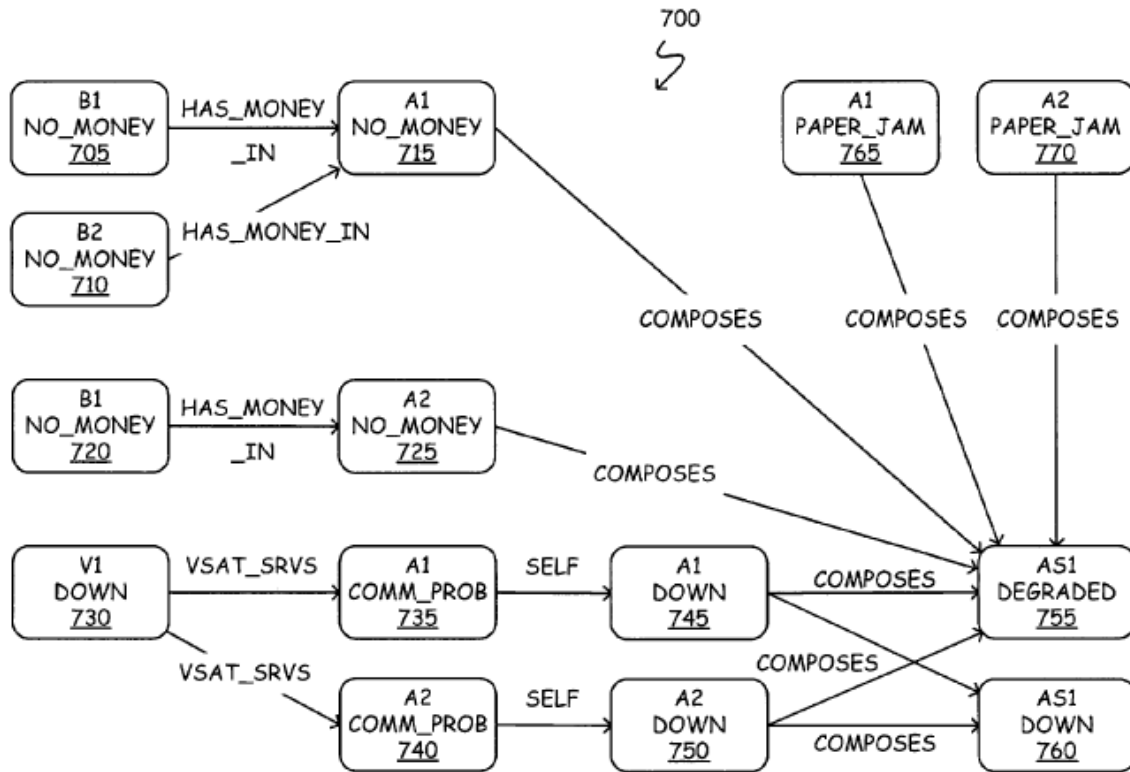 700
B1
NO_MONEY
705
HAS_MONEY
_IN
A1
NO_MONEY
715
A1
PAPER_JAM
765
A2
PAPER_JAM
770
B2
NO_MONEY
710
HAS_MONEY_IN
COMPOSES
COMPOSES
COMPOSES
B1
NO_MONEY
720
HAS_MONEY
_IN
A2
NO_MONEY
725
COMPOSES
V1
DOWN
730
VSAT_SRVS
A1
COMM_PROB
735
SELF
A1
DOWN
745
COMPOSES
AS1
DEGRADED
755
VSAT_SRVS
COMPOSES
A2
COMM_PROB
740
SELF
A2
DOWN
750
COMPOSES
AS1
DOWN
760